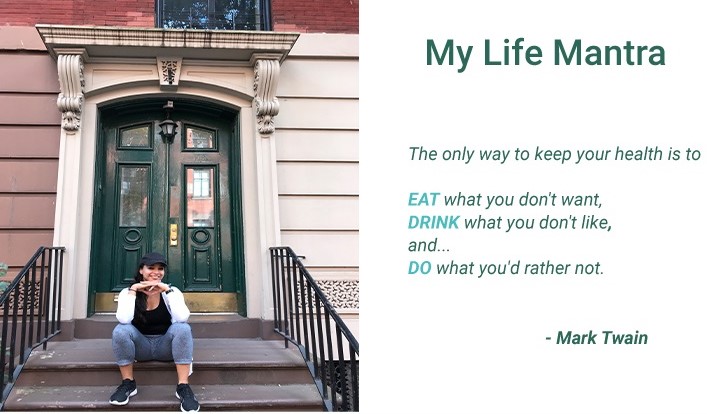 My Life Mantra
The only way to keep your health is to
EAT what you don't want,
DRINK what you don't like,
and...
DO what you'd rather not.
- Mark Twain